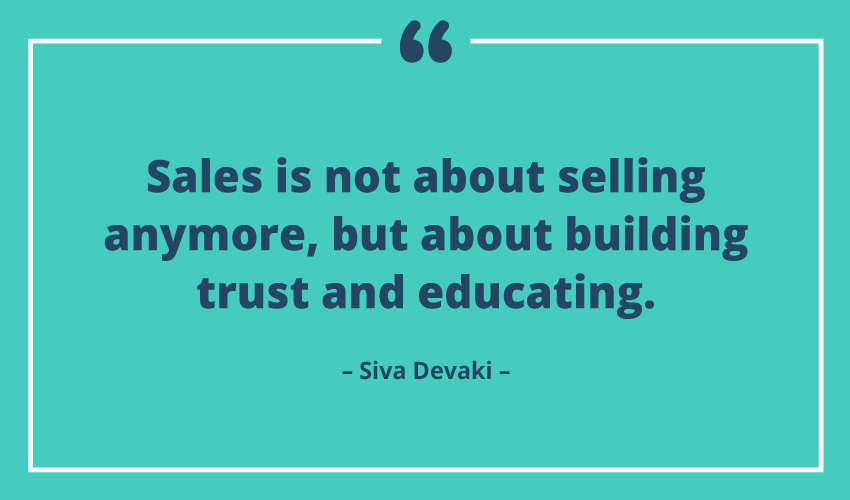 “
Sales is not about selling
anymore, but about building
trust and educating.
– Siva Devaki –